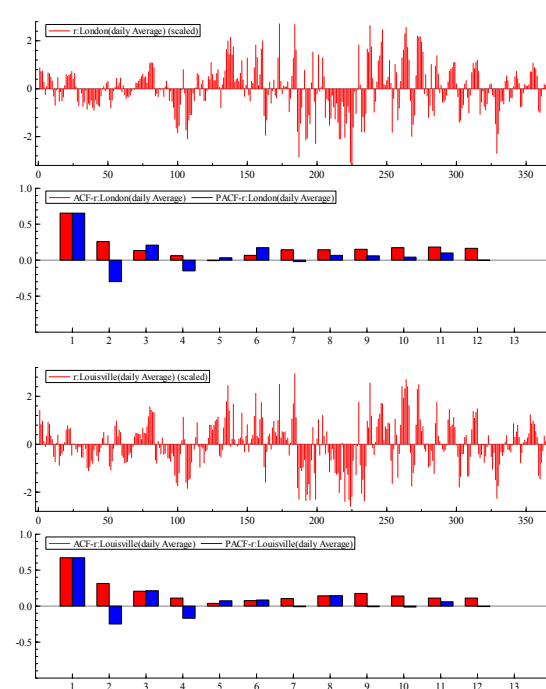 r:London(daily Average) (scaled)
2
0
-2
0 50 100 150 200 250 300 350
1.0
ACF-r:London(daily Average) PACF-r:London(daily Average)
0.5
0.0
-0.5
1 2 3 4 5 6 7 8 9 10 11 12 13
r:Louisville(daily Average) (scaled)
2
0
-2
0 50 100 150 200 250 300 350
1.0
ACF-r:Louisville(daily Average) PACF-r:Louisville(daily Average)
0.5
0.0
-0.5
1 2 3 4 5 6 7 8 9 10 11 12 13